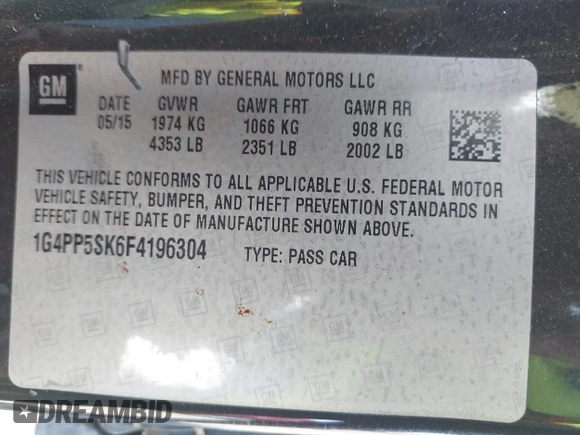 GM
MFD BY GENERAL MOTORS LLC
DATE GVWR GAWR FRT GAWR RR
05/15 1974 KG 1066 KG 908 KG
4353 LB 2351 LB 2002 LB
THIS VEHICLE CONFORMS TO ALL APPLICABLE U.S. FEDERAL MOTOR
VEHICLE SAFETY, BUMPER, AND THEFT PREVENTION STANDARDS IN
EFFECT ON THE DATE OF MANUFACTURE SHOWN ABOVE.
1G4PP5SK6F4196304 TYPE: PASS CAR
DREAMBID